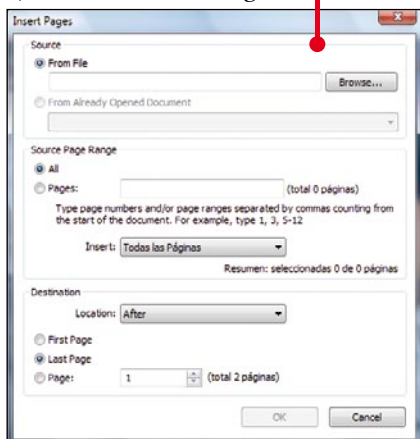 Insert Pages
Source
From File
Browse...
From Already Opened Document
Source Page Range
All
Pages: (total 0 páginas)
Type page numbers and/or page ranges separated by commas counting from
the start of the document. For example, type 1, 3, 5-12
Insert: Todas las Páginas
Resumen: seleccionadas 0 de 0 páginas
Destination
Location: After
First Page
Last Page
Page: 1 (total 2 páginas)
OK Cancel